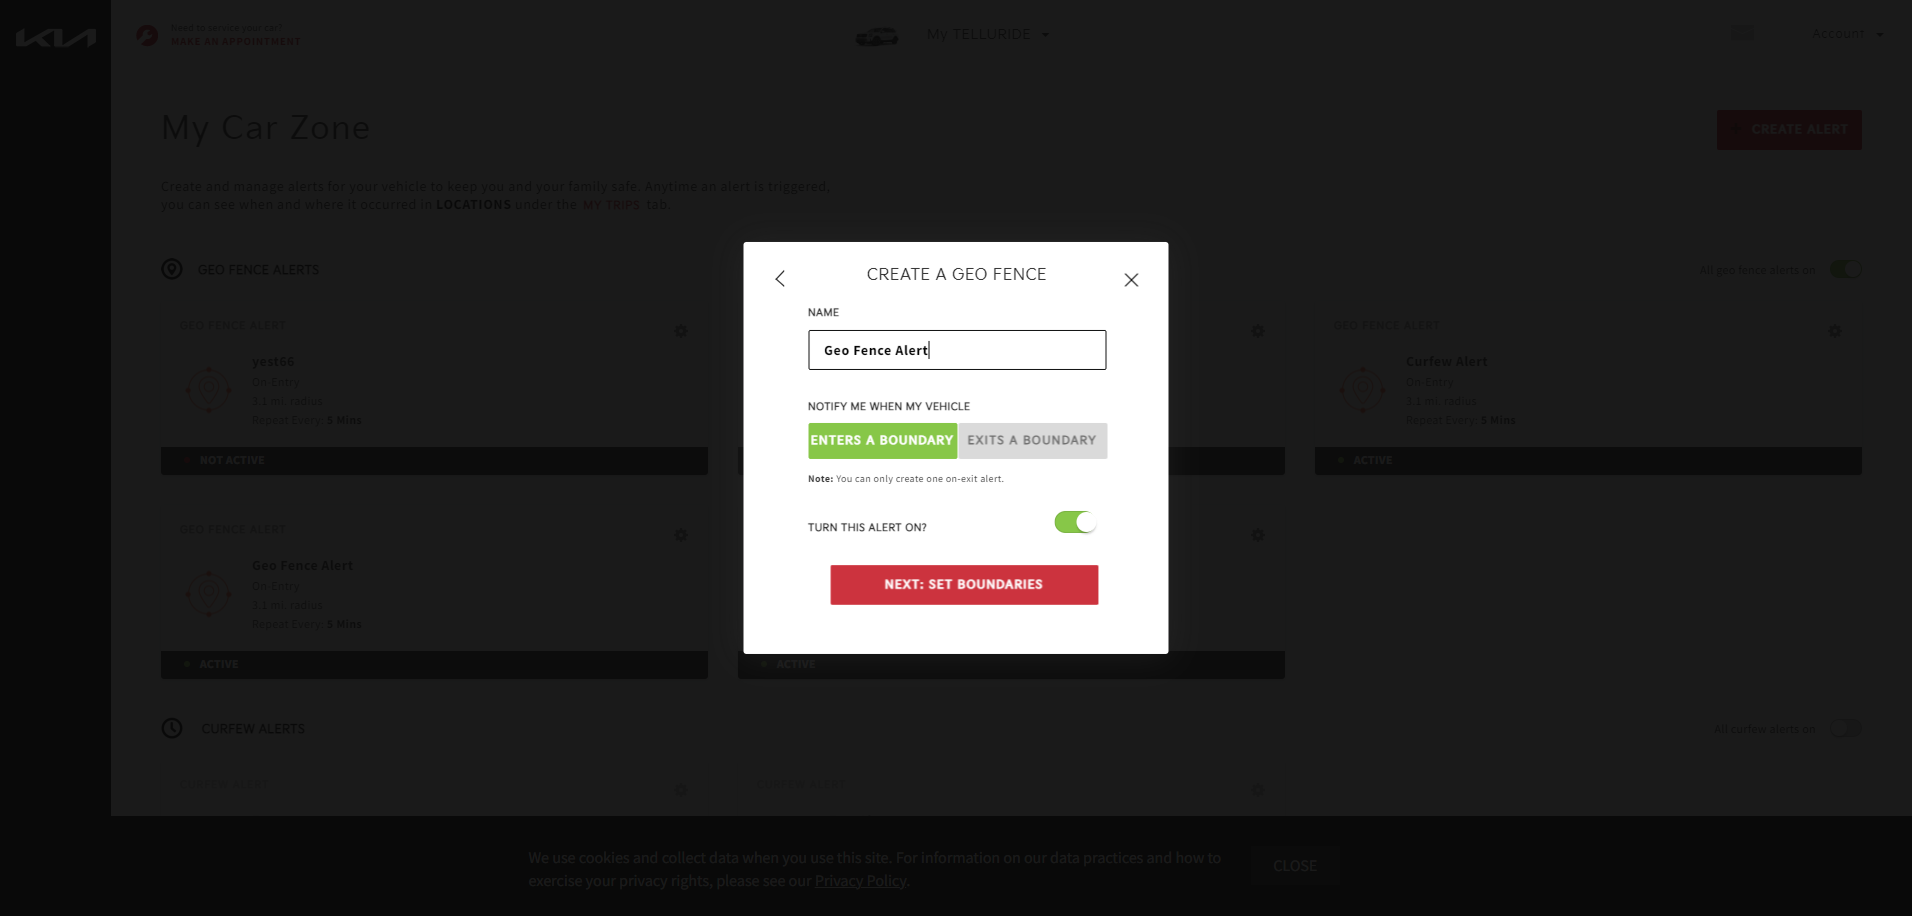 KIA
Need to service your car?
MAKE AN APPOINTMENT
My TELLURIDE
Account
My Car Zone
CREATE ALERT
Create and manage alerts for your vehicle to keep you and your family safe. Anytime an alert is triggered,
you can see when and where it occurred in LOCATIONS under the MY TRIPS tab.
GEO FENCE ALERTS
All geo fence alerts on
GEO FENCE ALERT
yest66
On-Entry
3.1 mi. radius
Repeat Every: 5 Mins
NOT ACTIVE
GEO FENCE ALERT
Curfew Alert
On-Entry
3.1 mi. radius
Repeat Every: 5 Mins
ACTIVE
GEO FENCE ALERT
Geo Fence Alert
On-Entry
3.1 mi. radius
Repeat Every: 5 Mins
ACTIVE
ACTIVE
CREATE A GEO FENCE
NAME
Geo Fence Alert
NOTIFY ME WHEN MY VEHICLE
ENTERS A BOUNDARY
EXITS A BOUNDARY
Note: You can only create one on-exit alert.
TURN THIS ALERT ON?
NEXT: SET BOUNDARIES
CURFEW ALERTS
All curfew alerts on
CURFEW ALERT
CURFEW ALERT
We use cookies and collect data when you use this site. For information on our data practices and how to
exercise your privacy rights, please see our Privacy Policy.
CLOSE